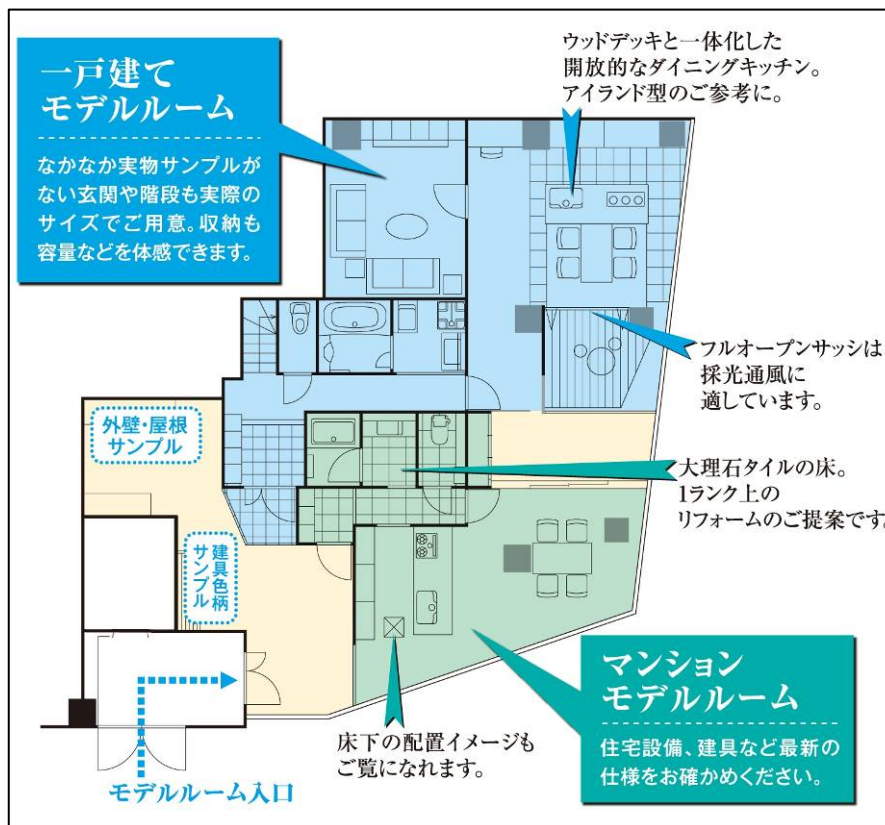 一戸建て
モデルルーム
なかなか実物サンプルが
ない玄関や階段も実際の
サイズでご用意。収納も
容量などを体感できます。
ウッドデッキと一体化した
開放的なダイニングキッチン。
アイランド型のご参考に。
フルオープンサッシは
採光通風に
適しています。
外壁・屋根
サンプル
大理石タイルの床。
1ランク上の
リフォームのご提案です。
建具色柄
サンプル
マンション
モデルルーム
住宅設備、建具など最新の
仕様をお確かめください。
床下の配置イメージも
ご覧になれます。
モデルルーム入口